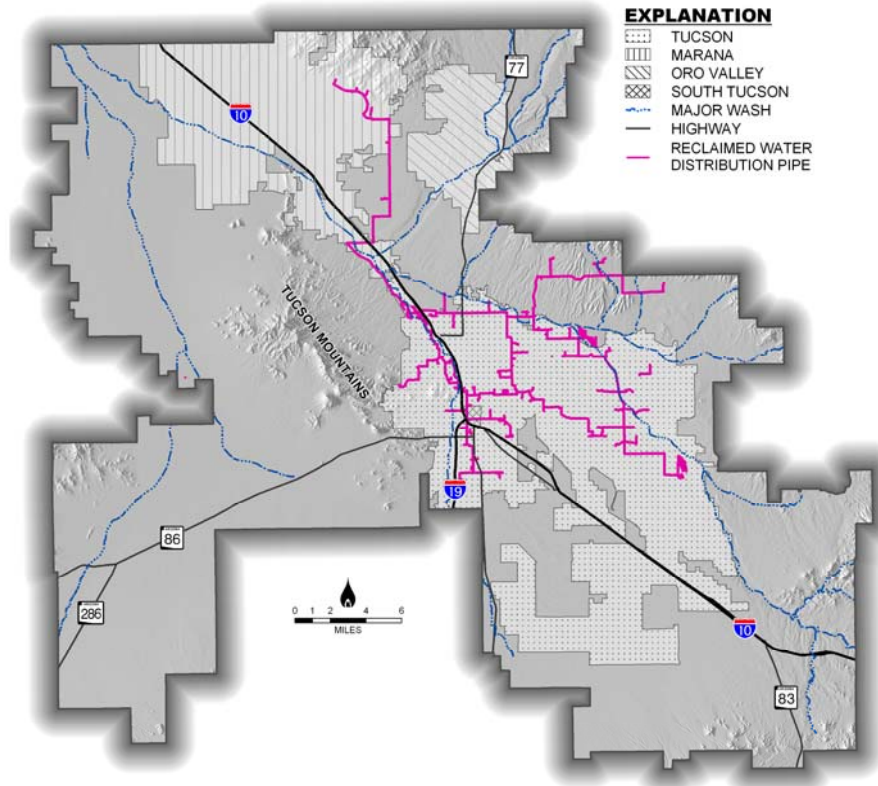 EXPLANATION
TUCSON
MARANA
ORO VALLEY
SOUTH TUCSON
MAJOR WASH
HIGHWAY
RECLAIMED WATER
DISTRIBUTION PIPE
77
10
TUCSON MOUNTAINS
19
86
286
0 1 2 4 6
MILES
10
83